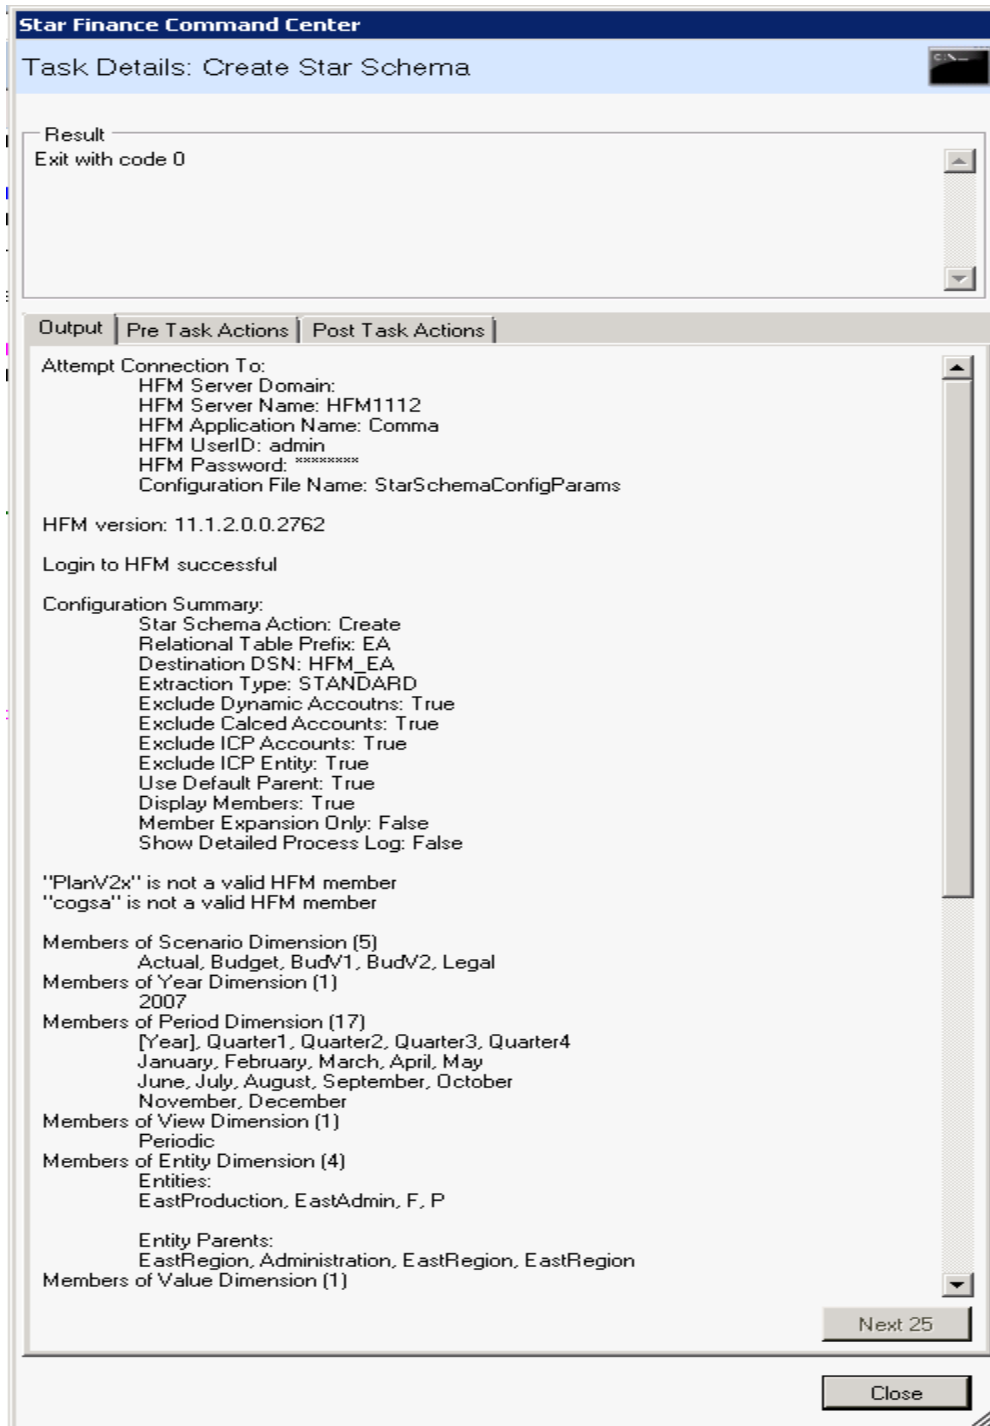 Star Finance Command Center
Task Details: Create Star Schema
C:\_
Result
Exit with code 0
Output
Pre Task Actions
Post Task Actions
Attempt Connection To:
HFM Server Domain:
HFM Server Name: HFM1112
HFM Application Name: Comma
HFM UserID: admin
HFM Password: ********
Configuration File Name: StarSchemaConfigParams
HFM version: 11.1.2.0.0.2762
Login to HFM successful
Configuration Summary:
Star Schema Action: Create
Relational Table Prefix: EA
Destination DSN: HFM_EA
Extraction Type: STANDARD
Exclude Dynamic Accoutns: True
Exclude Calced Accounts: True
Exclude ICP Accounts: True
Exclude ICP Entity: True
Use Default Parent: True
Display Members: True
Member Expansion Only: False
Show Detailed Process Log: False
"PlanV2x" is not a valid HFM member
"cogsa" is not a valid HFM member
Members of Scenario Dimension (5)
Actual, Budget, BudV1, BudV2, Legal
Members of Year Dimension (1)
2007
Members of Period Dimension (17)
[Year], Quarter1, Quarter2, Quarter3, Quarter4
January, February, March, April, May
June, July, August, September, October
November, December
Members of View Dimension (1)
Periodic
Members of Entity Dimension (4)
Entities:
EastProduction, EastAdmin, F, P
Entity Parents:
EastRegion, Administration, EastRegion, EastRegion
Members of Value Dimension (1)
Next 25
Close